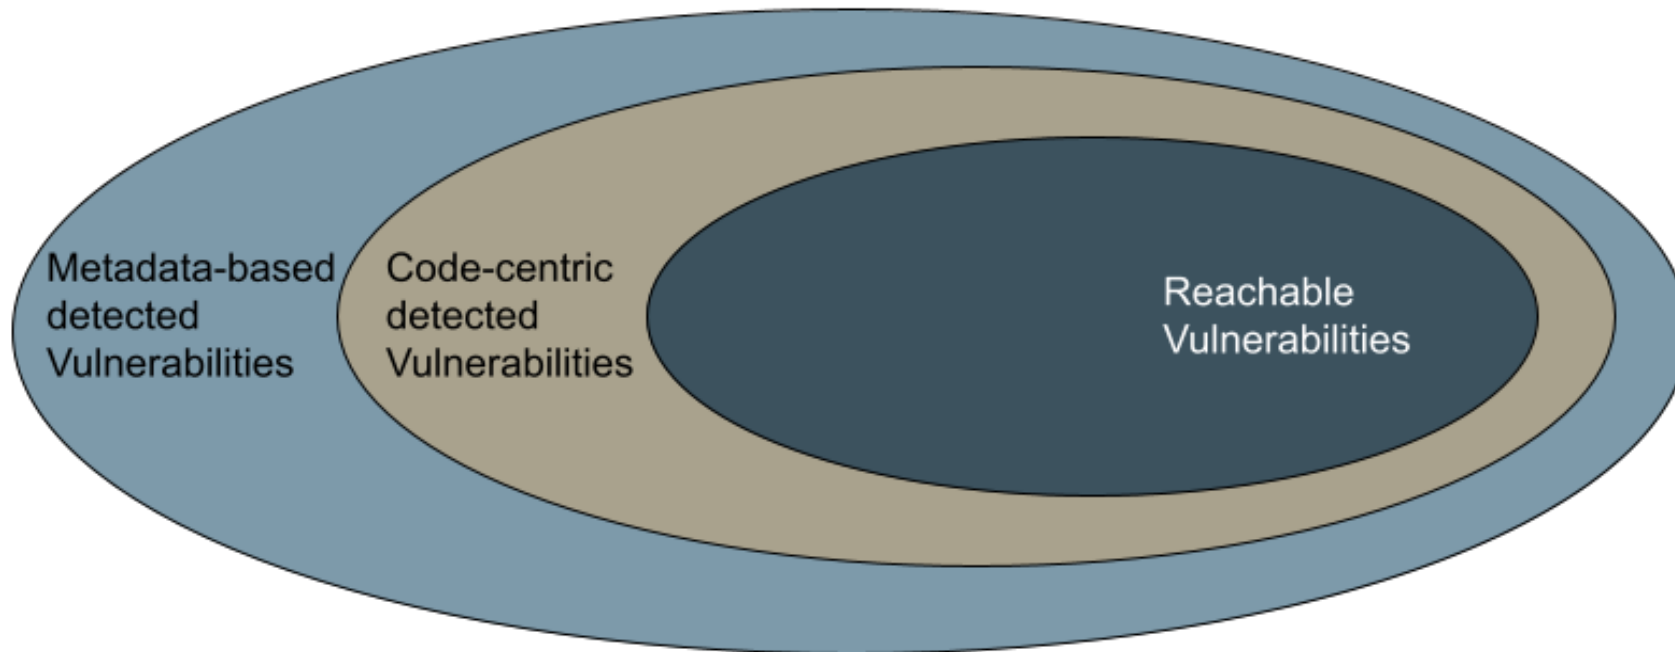 Metadata-based
detected
Vulnerabilities
Code-centric
detected
Vulnerabilities
Reachable
Vulnerabilities